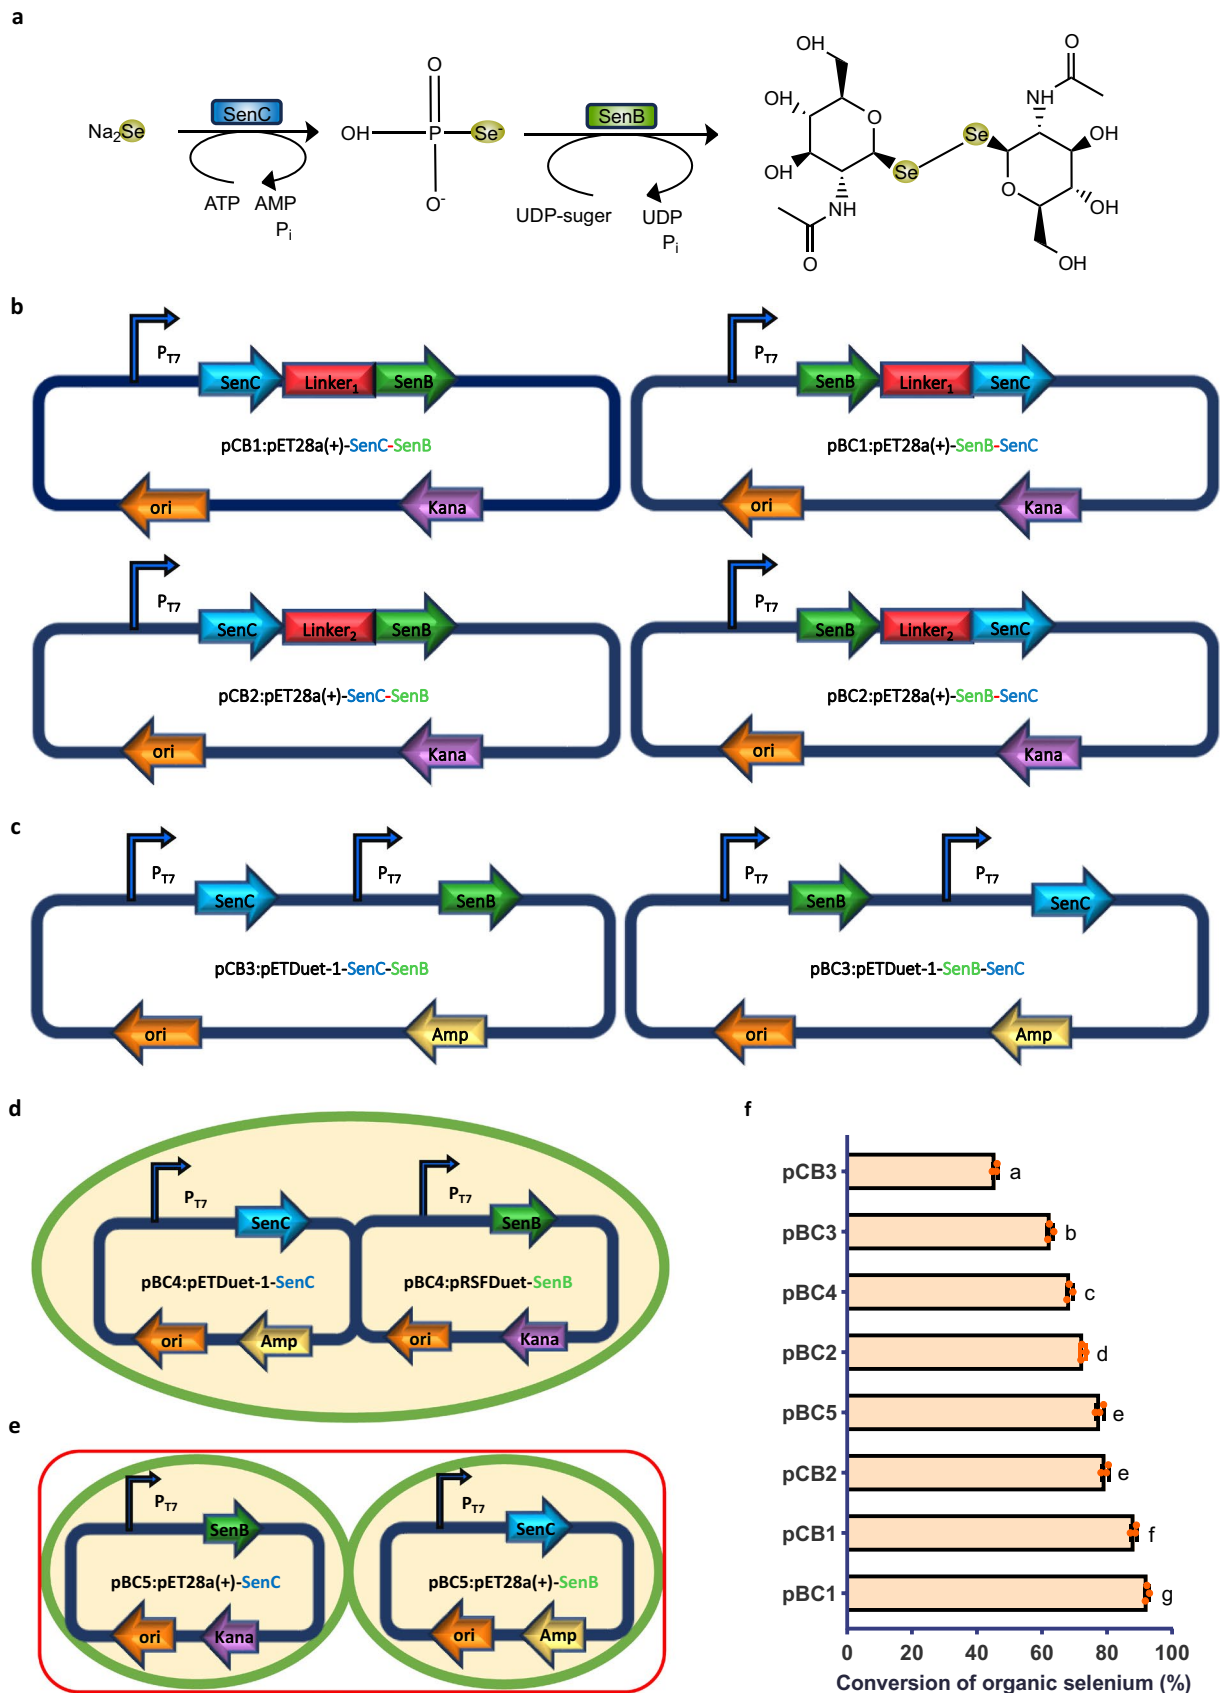 a
Na2Se
SenC
ATP AMP
Pi
O
OH P Se-
O-
SenB
UDP-suger UDP
Pi
OH
OH
O
OH
NH
O
Se
Se
O
NH
OH
O
OH
OH
b
PT7
SenC Linker1 SenB
pCB1:pET28a(+)-SenC-SenB
ori Kana
PT7
SenB Linker1 SenC
pBC1:pET28a(+)-SenB-SenC
ori Kana
PT7
SenC Linker2 SenB
pCB2:pET28a(+)-SenC-SenB
ori Kana
PT7
SenB Linker2 SenC
pBC2:pET28a(+)-SenB-SenC
ori Kana
c
PT7 PT7
SenC SenB
pCB3:pETDuet-1-SenC-SenB
ori Amp
PT7 PT7
SenB SenC
pBC3:pETDuet-1-SenB-SenC
ori Amp
d
PT7
SenC
pBC4:pETDuet-1-SenC
ori Amp
PT7
SenB
pBC4:pRSFDuet-SenB
ori Kana
e
PT7
SenB
pBC5:pET28a(+)-SenC
ori Kana
PT7
SenC
pBC5:pET28a(+)-SenB
ori Amp
f
pCB3 a
pBC3 b
pBC4 c
pBC2 d
pBC5 e
pCB2 e
pCB1 f
pBC1 g
0 20 40 60 80 100
Conversion of organic selenium (%)